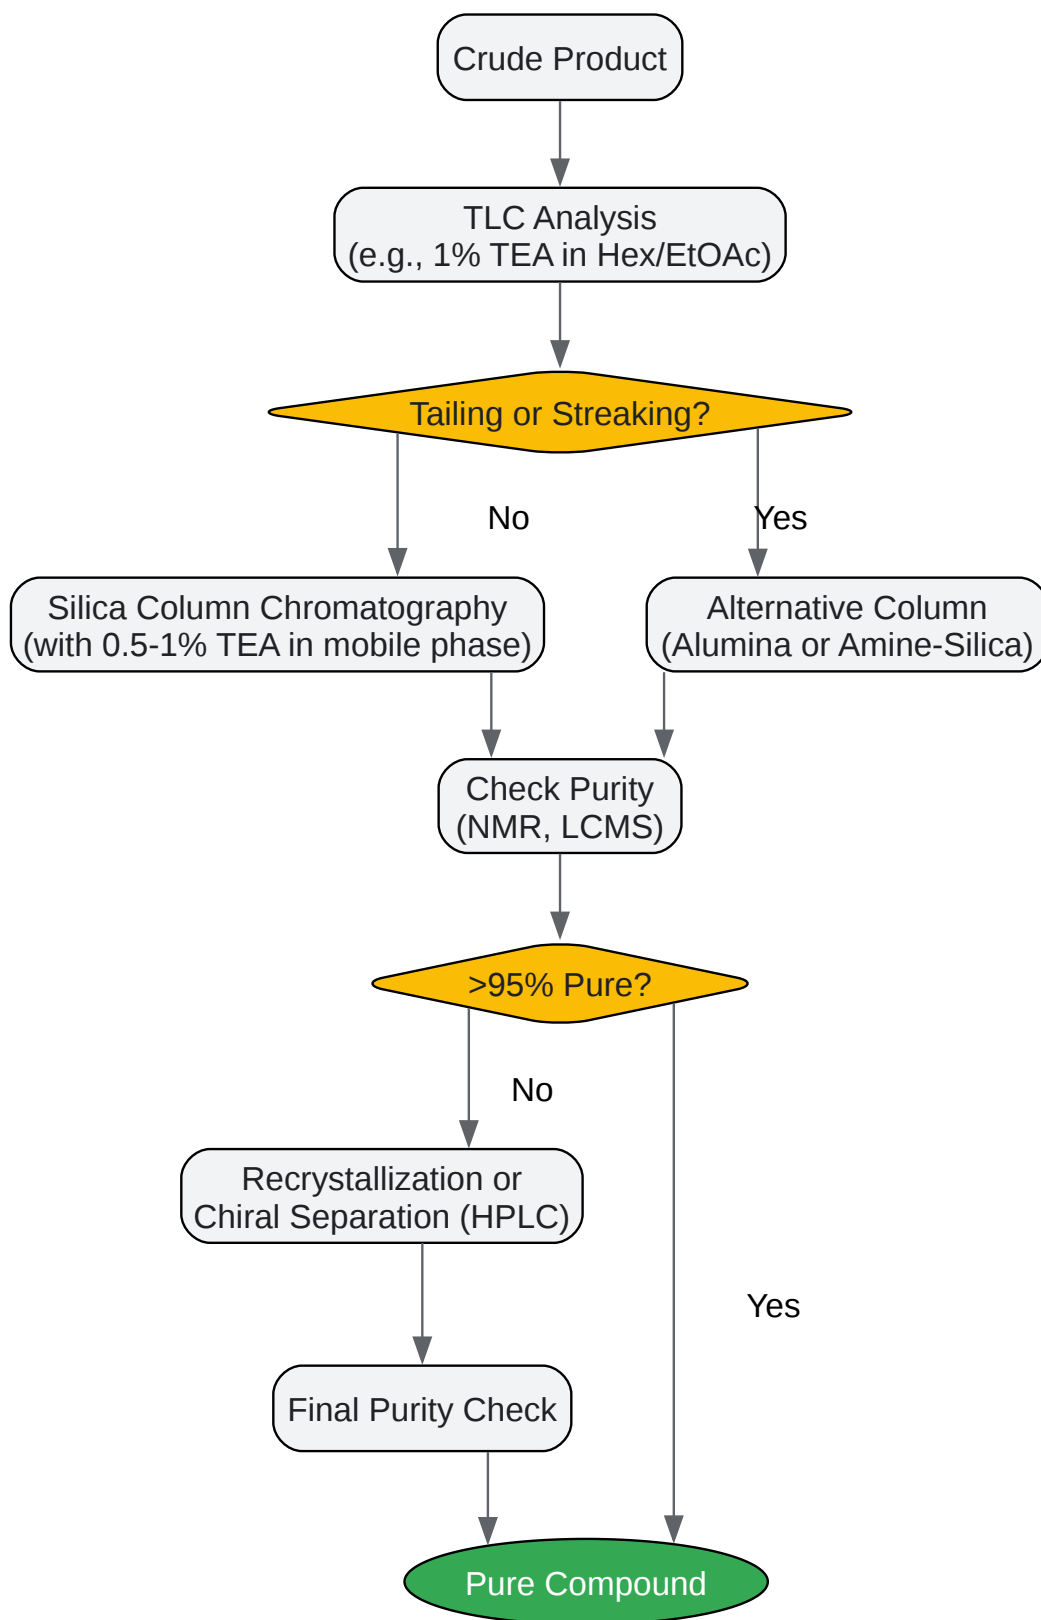 Crude Product
TLC Analysis
(e.g., 1% TEA in Hex/EtOAc)
Tailing or Streaking?
No
Yes
Silica Column Chromatography
(with 0.5-1% TEA in mobile phase)
Alternative Column
(Alumina or Amine-Silica)
Check Purity
(NMR, LCMS)
>95% Pure?
No
Recrystallization or
Chiral Separation (HPLC)
Yes
Final Purity Check
Pure Compound